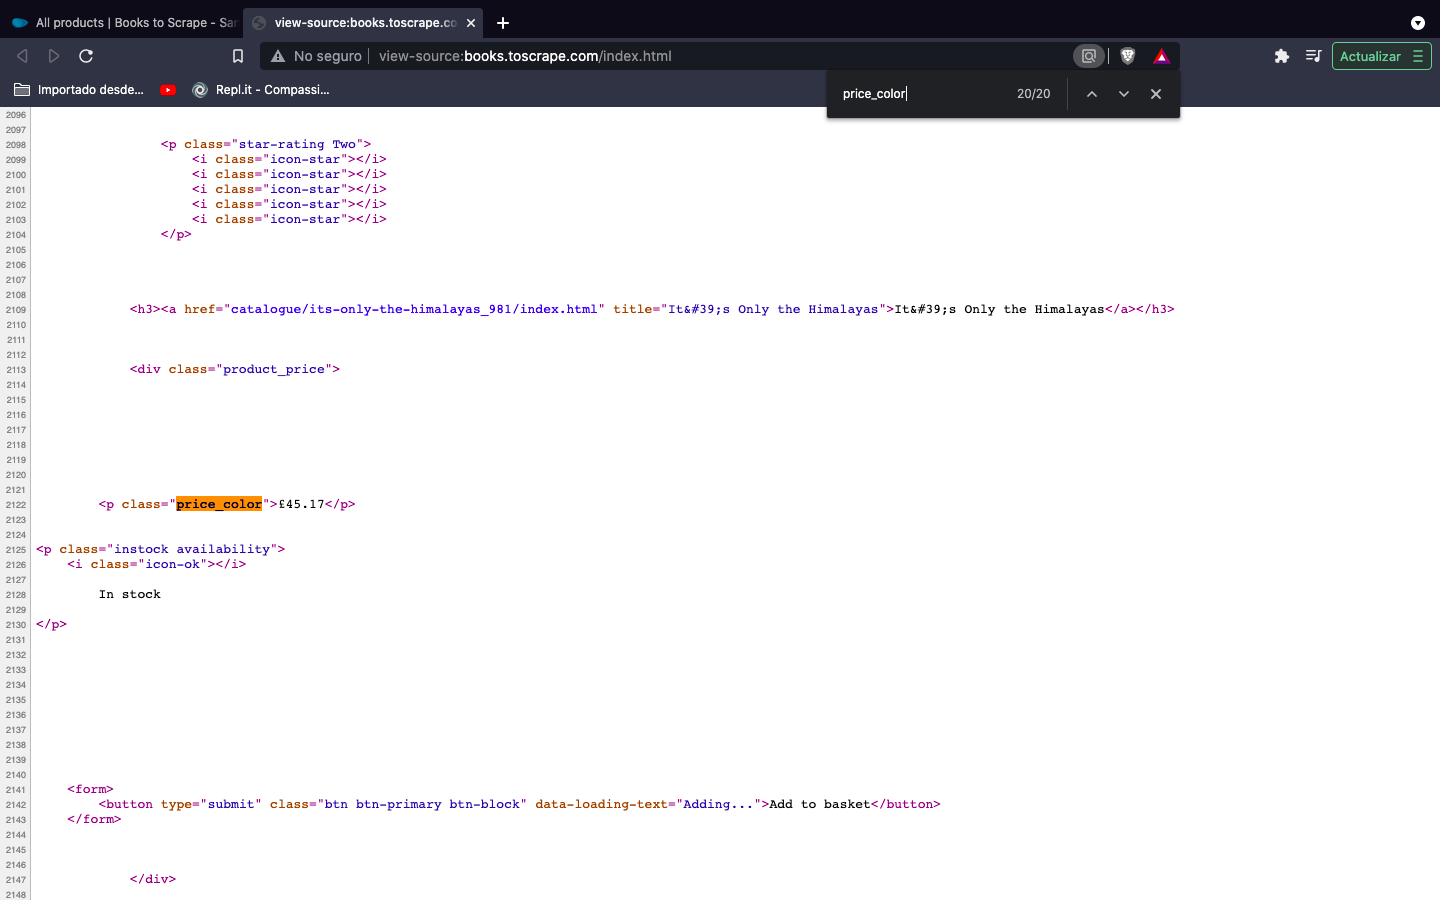 All products | Books to Scrape - San
view-source:books.toscrape.co
No seguro
view-source:books.toscrape.com/index.html
Actualizar
Importado desde...
Repl.it - Compassi...
price_color
20/20
2096
2097
2098 <p class="star-rating Two">
2099 <i class="icon-star"></i>
2100 <i class="icon-star"></i>
2101 <i class="icon-star"></i>
2102 <i class="icon-star"></i>
2103 <i class="icon-star"></i>
2104 </p>
2105
2106
2107
2108
2109 <h3><a href="catalogue/its-only-the-himalayas_981/index.html" title="It&#39;s Only the Himalayas">It&#39;s Only the Himalayas</a></h3>
2110
2111
2112
2113 <div class="product_price">
2114
2115
2116
2117
2118
2119
2120
2121
2122 <p class="price_color">£45.17</p>
2123
2124
2125 <p class="instock availability">
2126 <i class="icon-ok"></i>
2127
2128 In stock
2129
2130 </p>
2131
2132
2133
2134
2135
2136
2137
2138
2139
2140
2141 <form>
2142 <button type="submit" class="btn btn-primary btn-block" data-loading-text="Adding...">Add to basket</button>
2143 </form>
2144
2145
2146
2147 </div>
2148